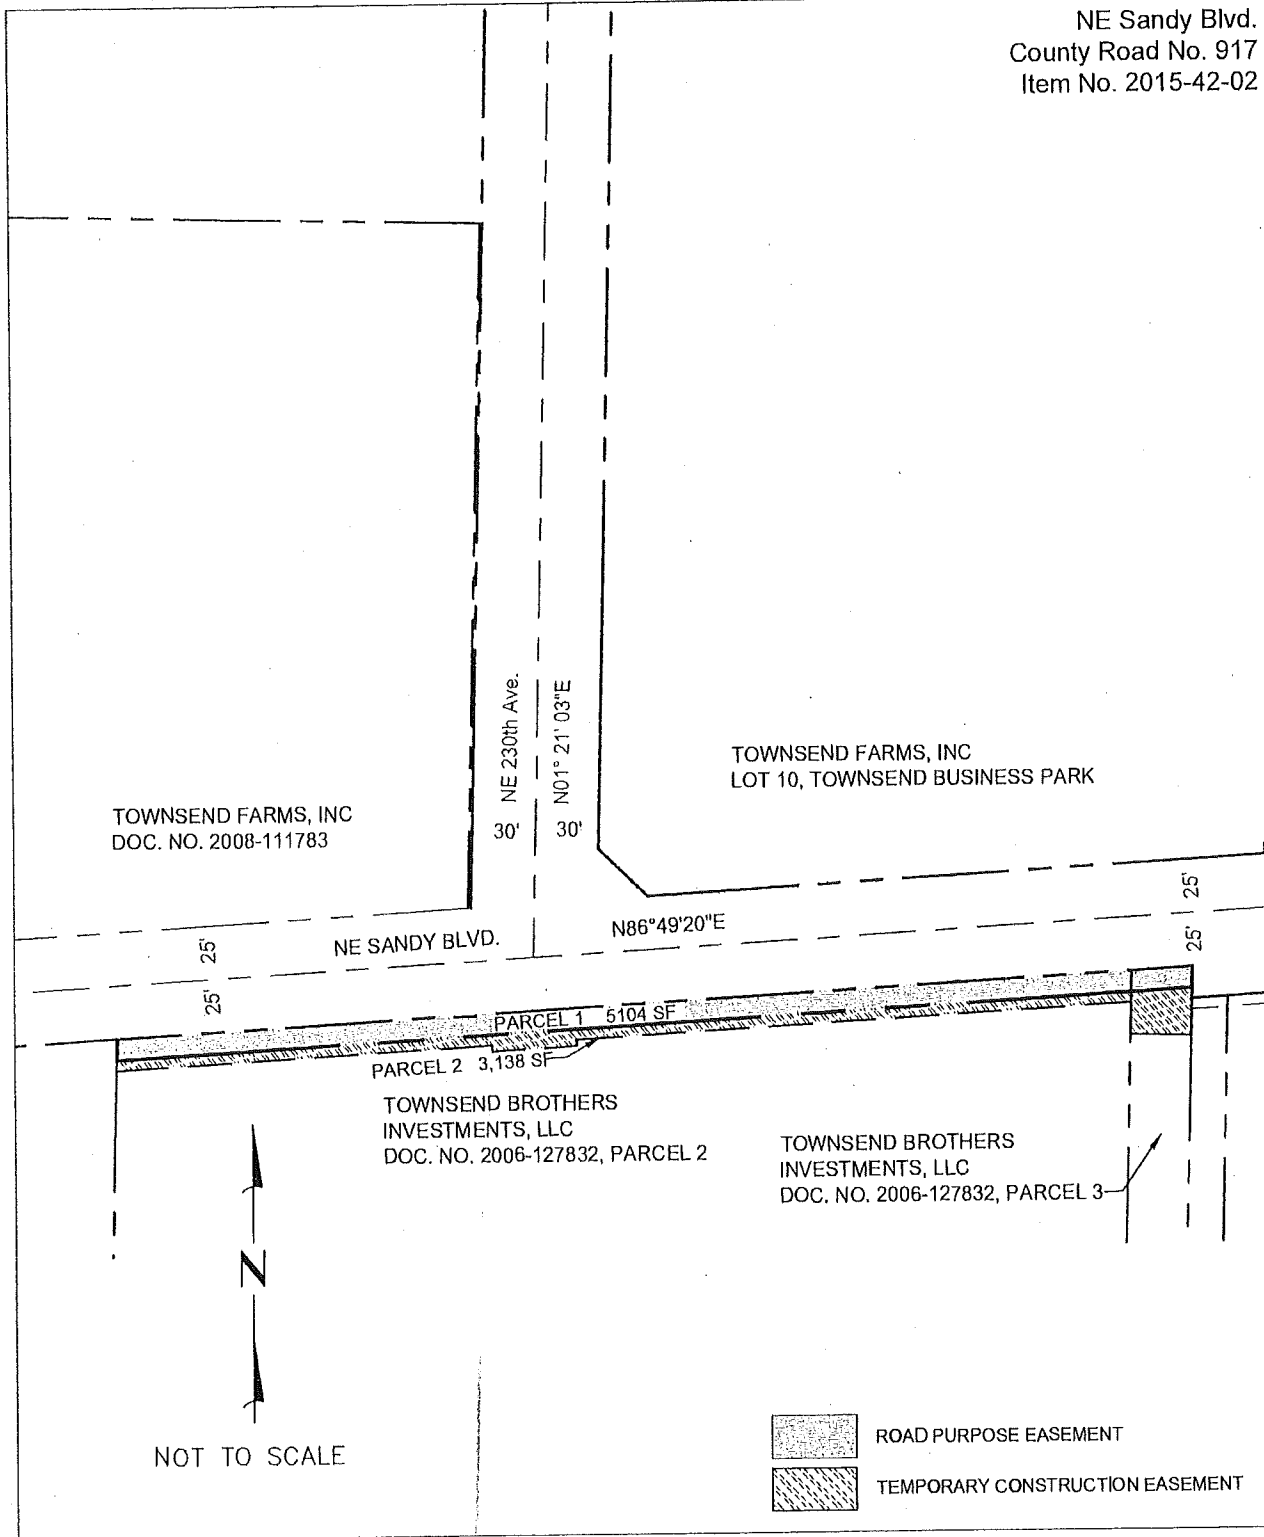 NE Sandy Blvd.
County Road No. 917
Item No. 2015-42-02
NE 230th Ave.
N01° 21' 03"E
30'
30'
TOWNSEND FARMS, INC
LOT 10, TOWNSEND BUSINESS PARK
TOWNSEND FARMS, INC
DOC. NO. 2008-111783
25'
25'
NE SANDY BLVD.
N86°49'20"E
25'
25'
PARCEL 1 5104 SF
PARCEL 2 3,138 SF
TOWNSEND BROTHERS
INVESTMENTS, LLC
DOC. NO. 2006-127832, PARCEL 2
TOWNSEND BROTHERS
INVESTMENTS, LLC
DOC. NO. 2006-127832, PARCEL 3
N
NOT TO SCALE
ROAD PURPOSE EASEMENT
TEMPORARY CONSTRUCTION EASEMENT